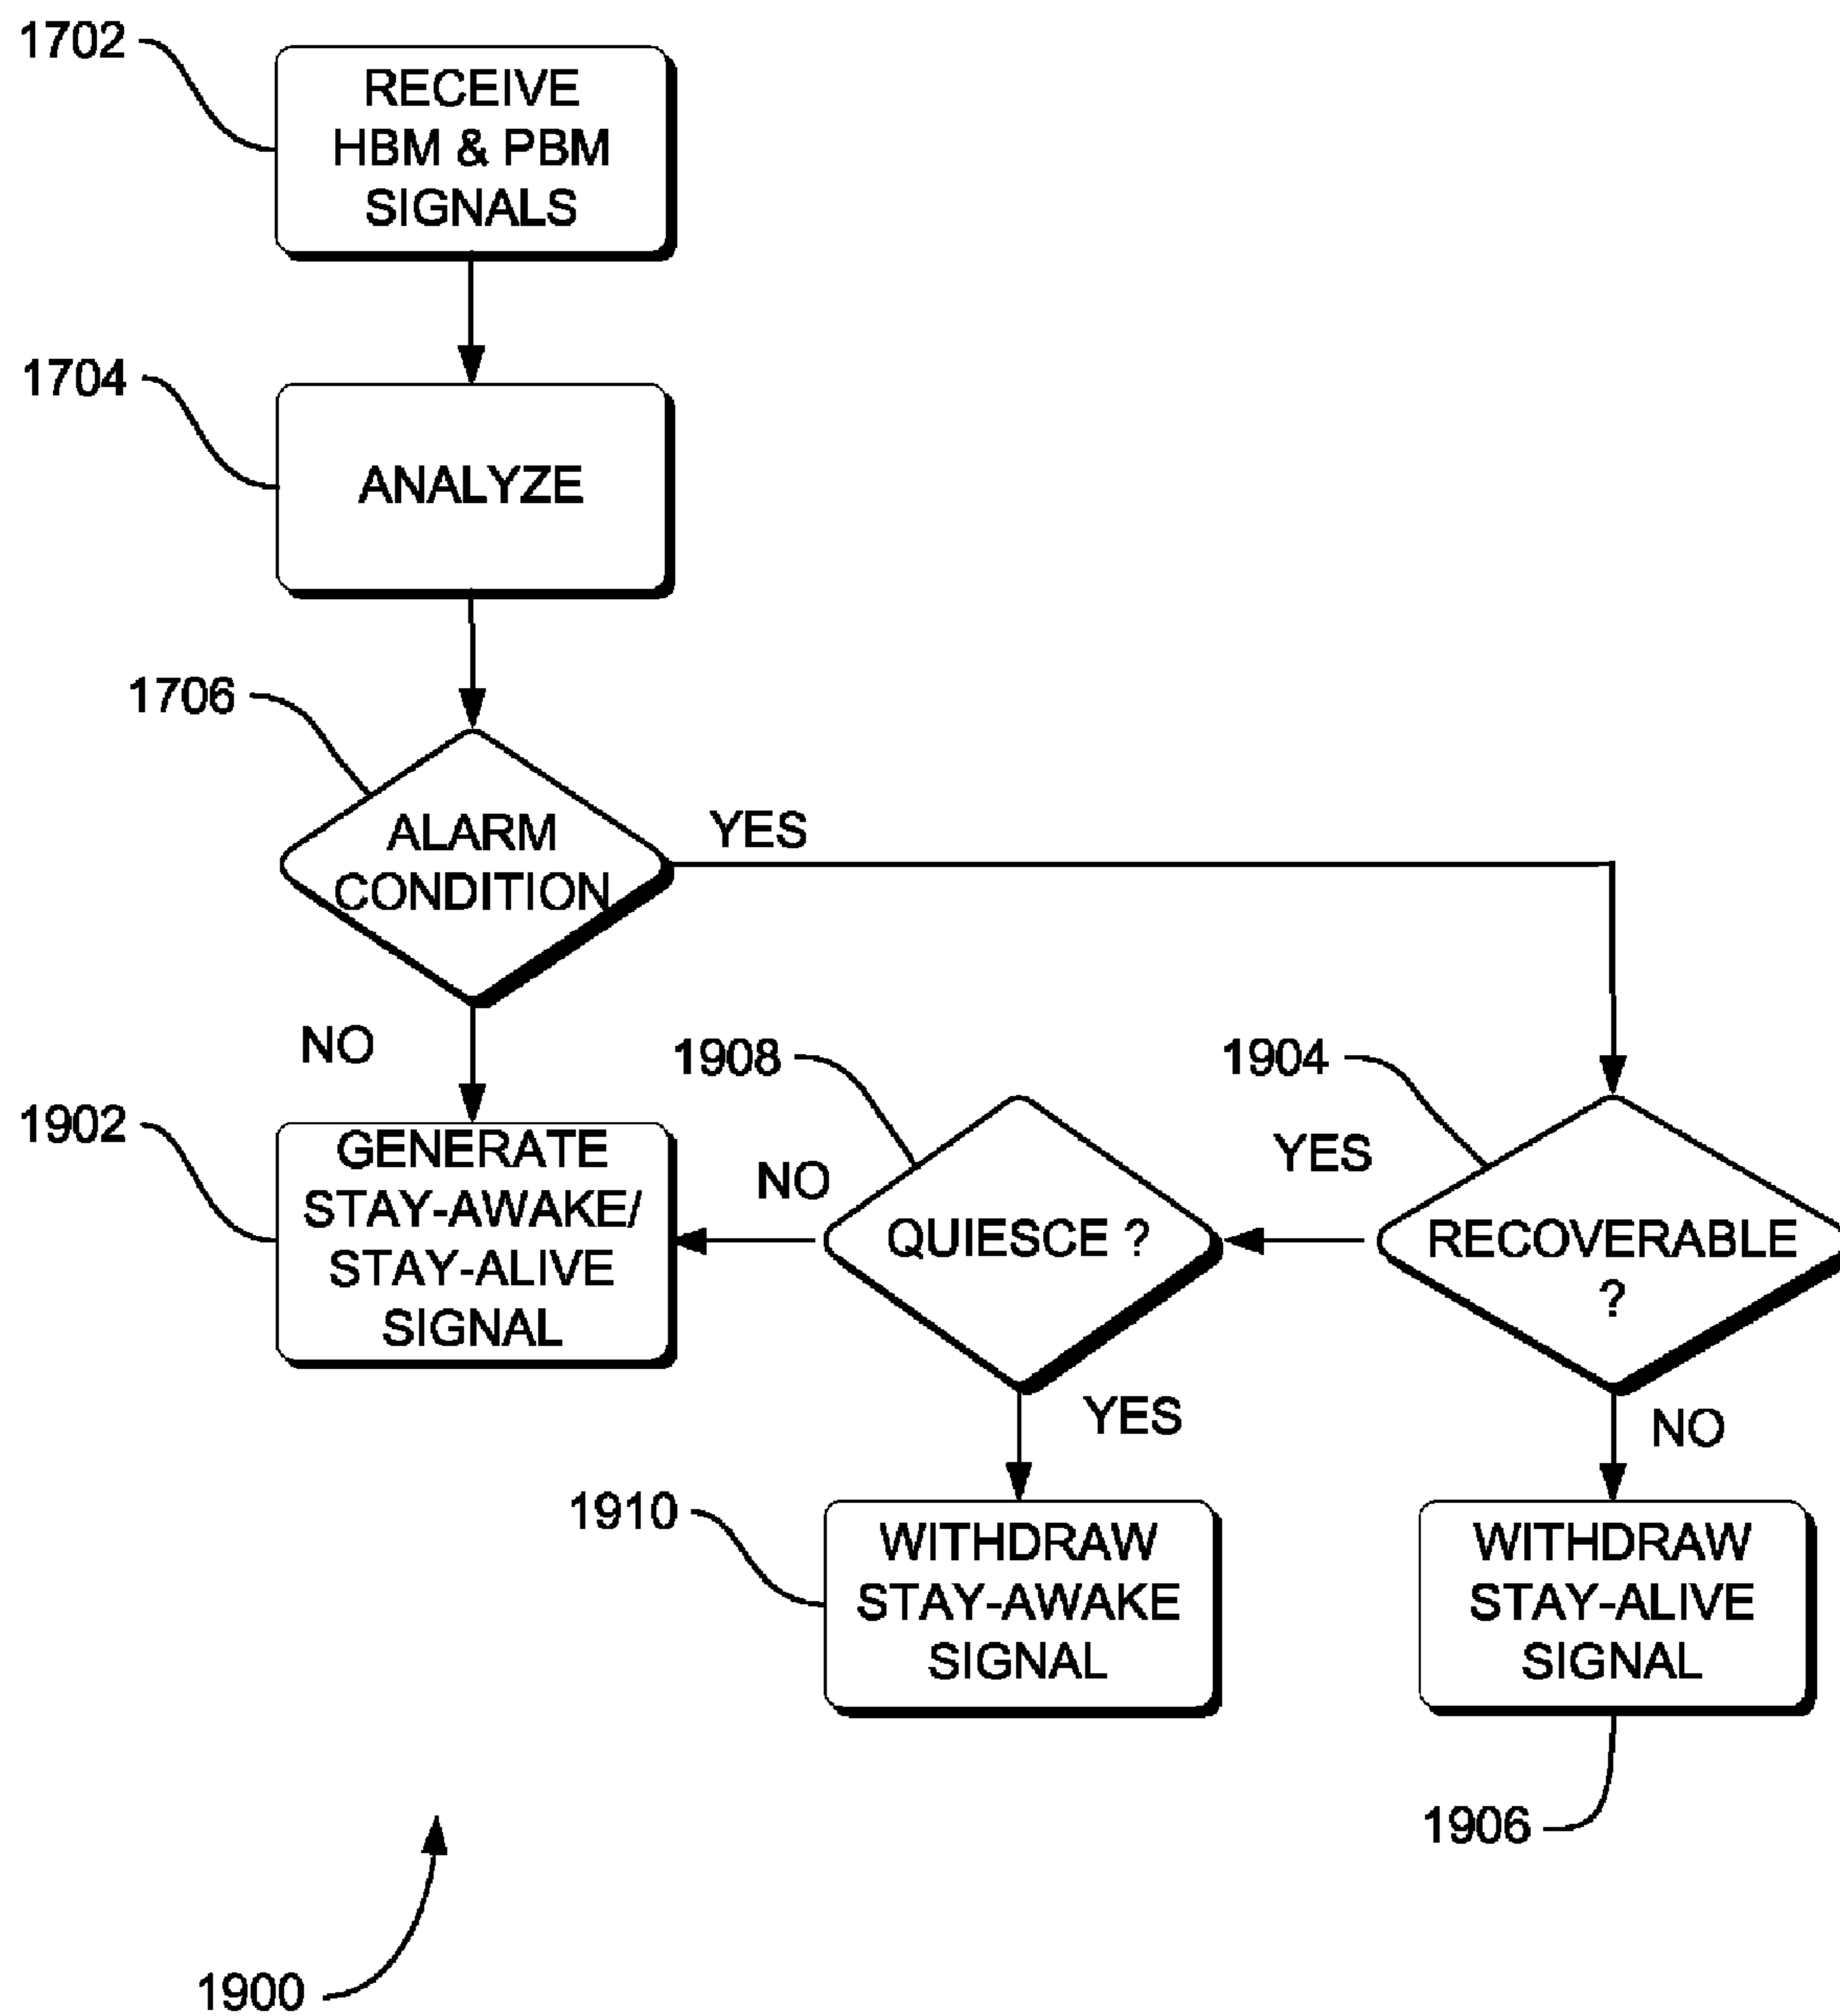 1702
RECEIVE
HBM & PBM
SIGNALS
1704
ANALYZE
1706
ALARM
CONDITION
YES
NO
1908
1904
1902
GENERATE
STAY-AWAKE/
STAY-ALIVE
SIGNAL
NO
QUIESCE ?
YES
RECOVERABLE
?
YES
NO
1910
WITHDRAW
STAY-AWAKE
SIGNAL
WITHDRAW
STAY-ALIVE
SIGNAL
1906
1900